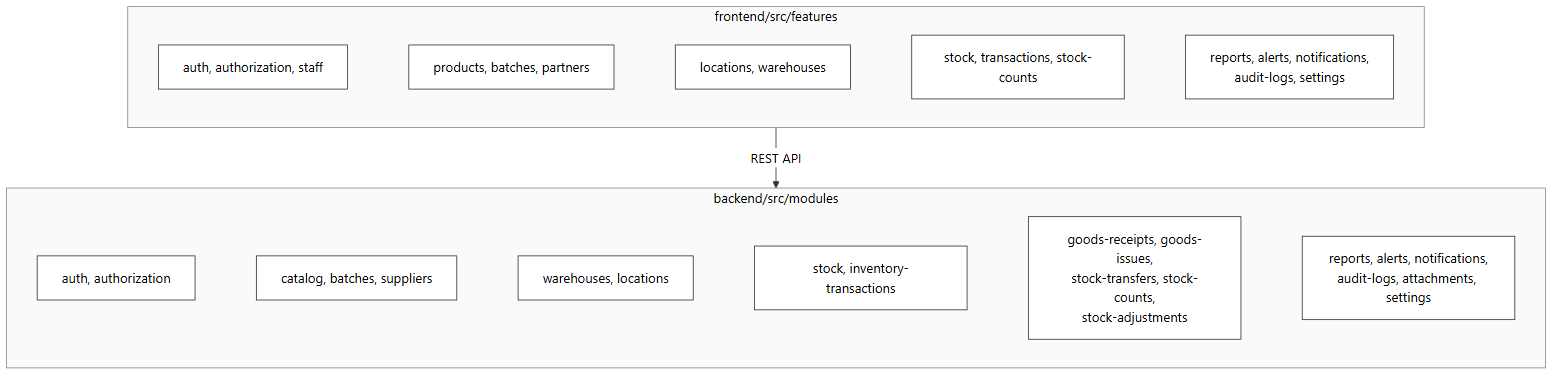 frontend/src/features
auth, authorization, staff
products, batches, partners
locations, warehouses
stock, transactions, stock-
counts
reports, alerts, notifications,
audit-logs, settings
REST API
backend/src/modules
auth, authorization
catalog, batches, suppliers
warehouses, locations
stock, inventory-
transactions
goods-receipts, goods-
issues,
stock-transfers, stock-
counts,
stock-adjustments
reports, alerts, notifications,
audit-logs, attachments,
settings